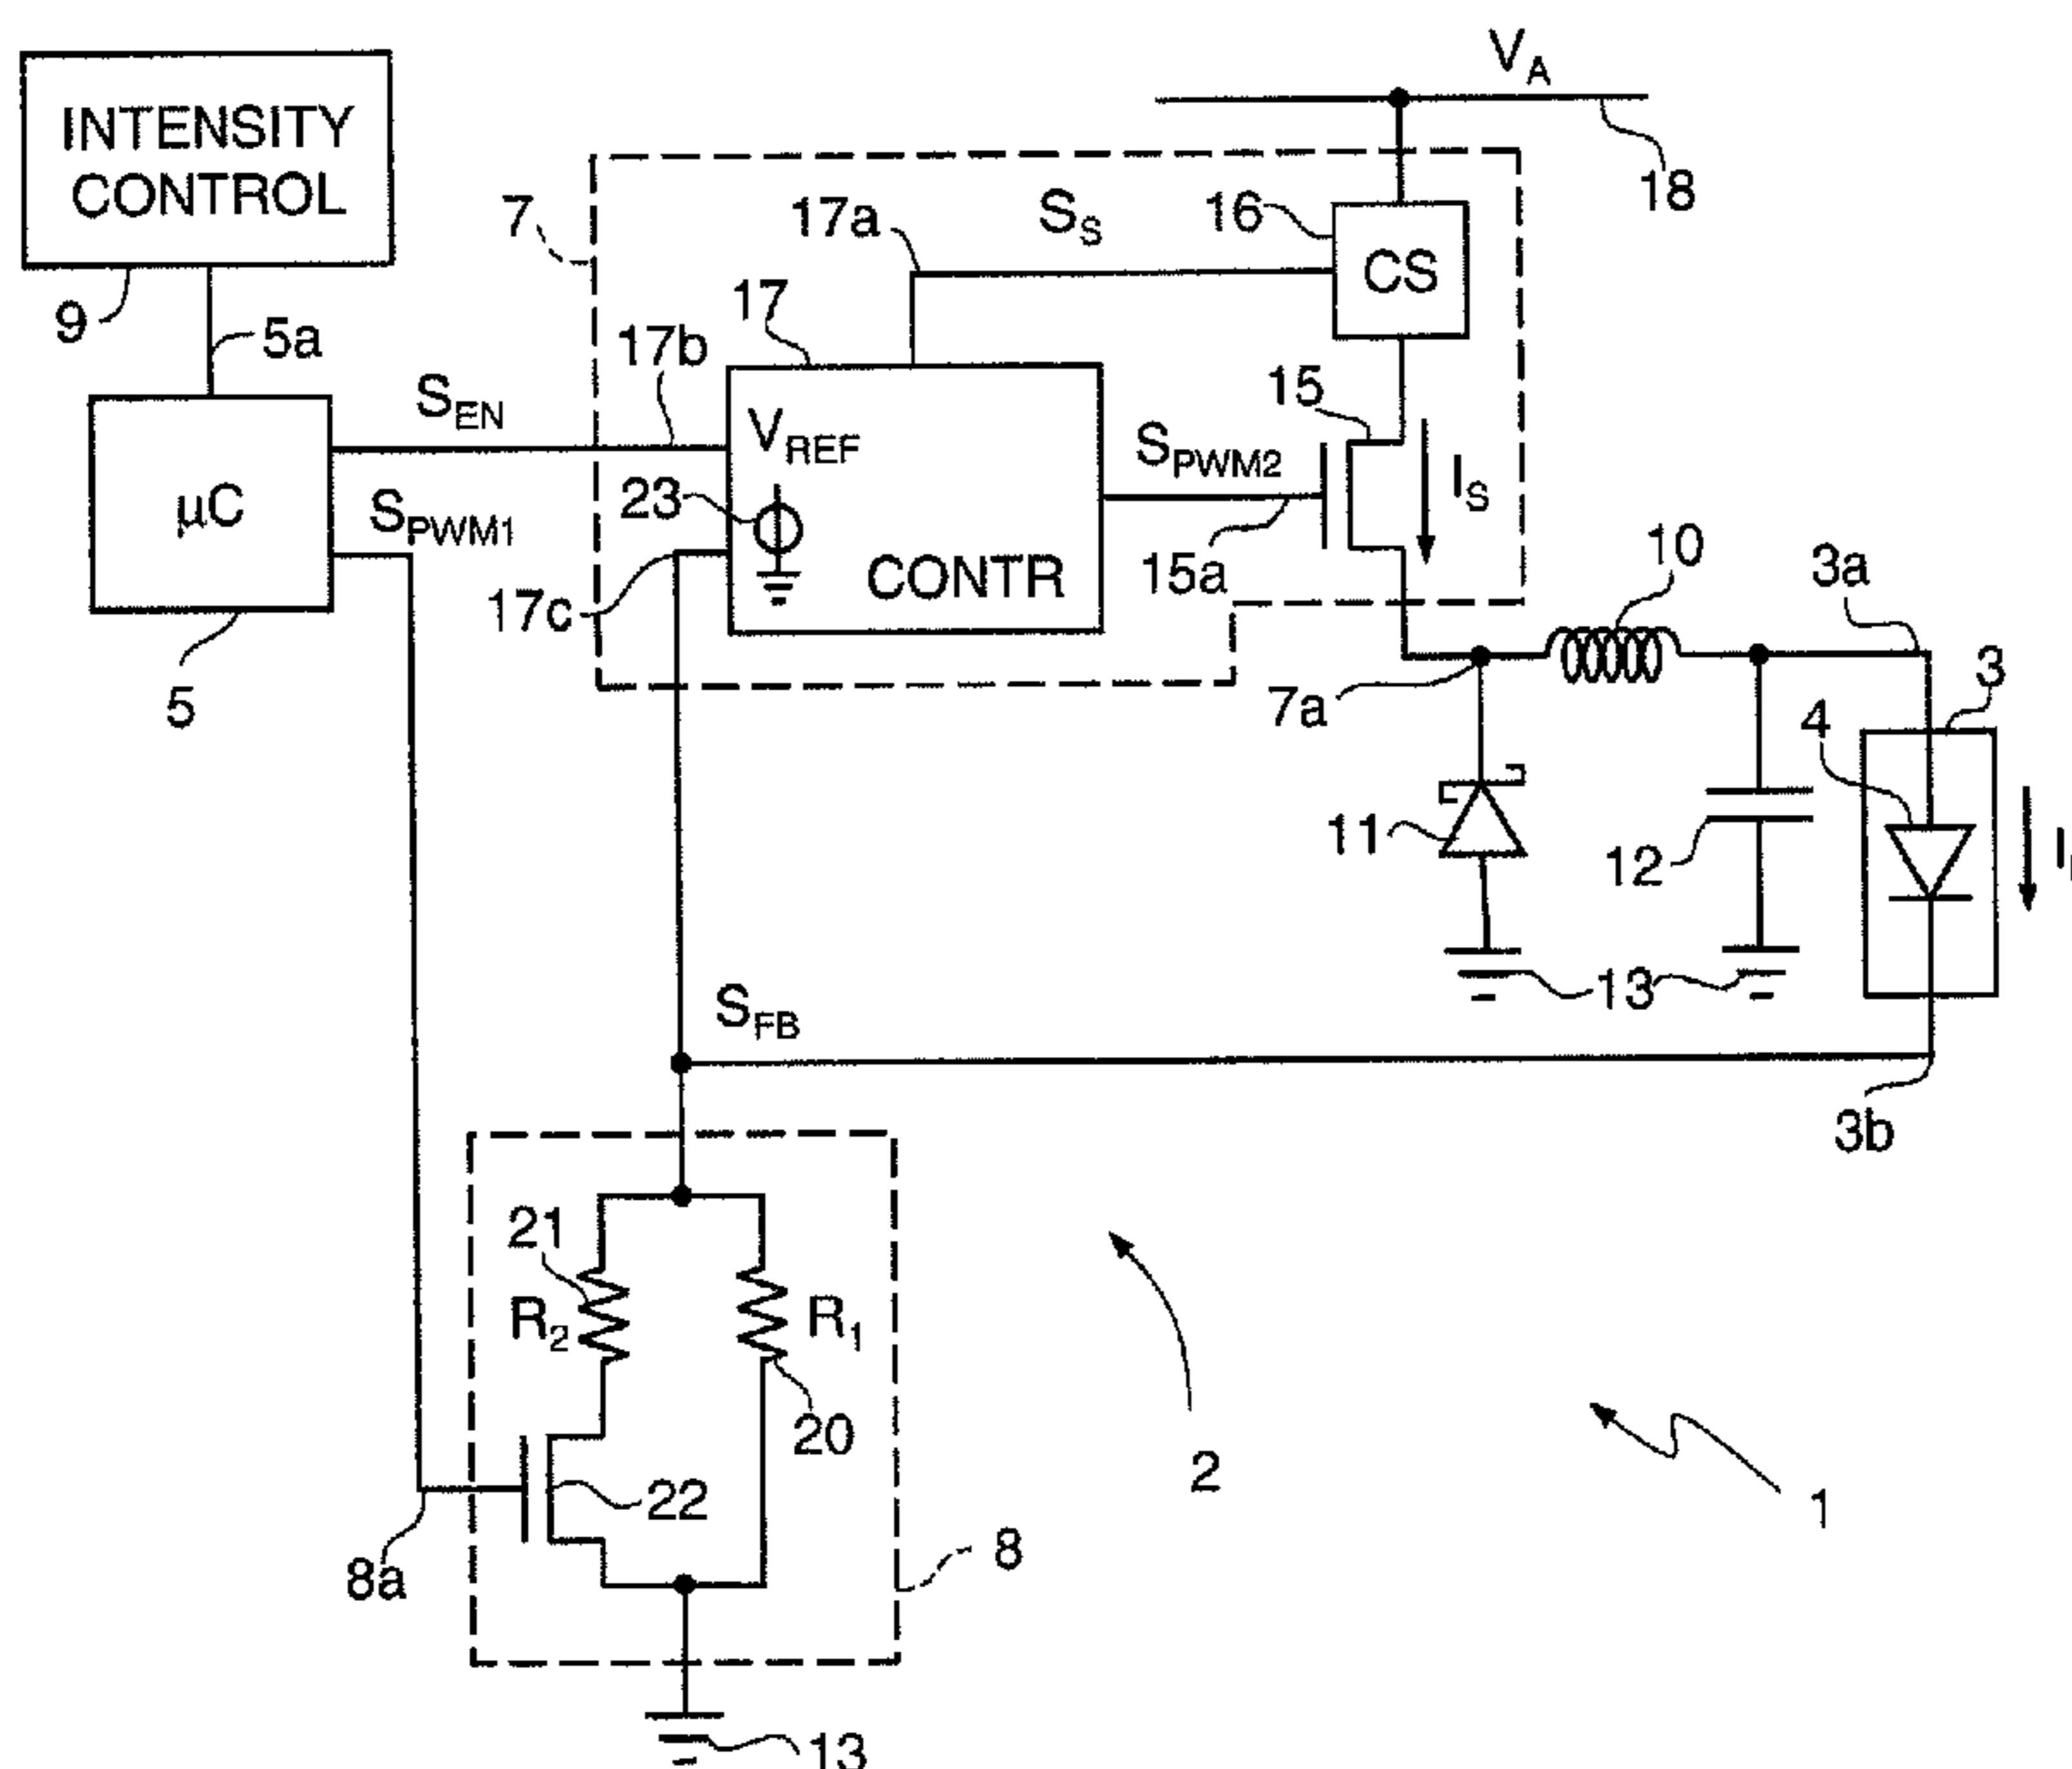 V_A
INTENSITY
CONTROL
18
7
17a
S_S
16
CS
9
5a
17
17b
S_EN
15
V_REF
S_PWM2
I_S
µC
S_PWM1
23
17c
CONTR
15a
10
3a
5
7a
3
4
11
12
13
S_FB
3b
21
R_2
R_1
20
22
2
1
8a
8
13